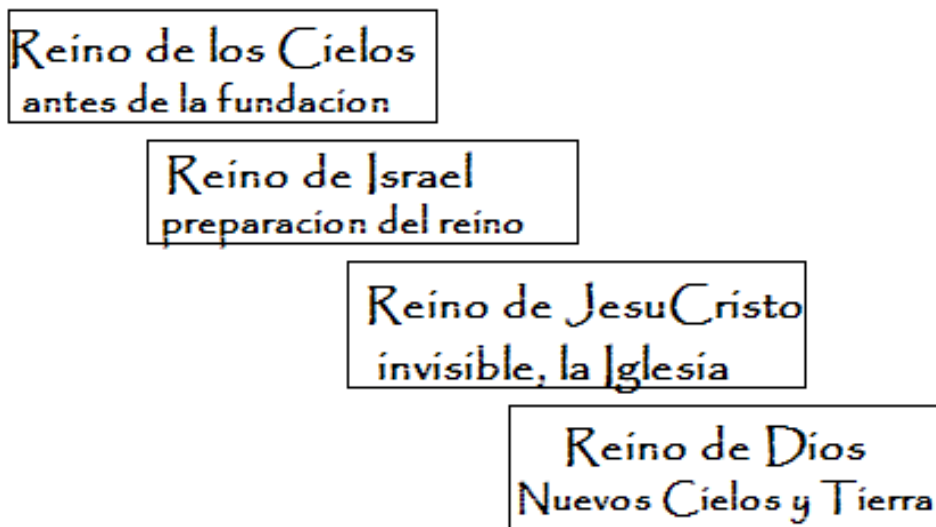 Reino de los Cielos
antes de la fundacion
Reino de Israel
preparacion del reino
Reino de JesuCristo
invisible, la Iglesia
Reino de Dios
Nuevos Cielos y Tierra